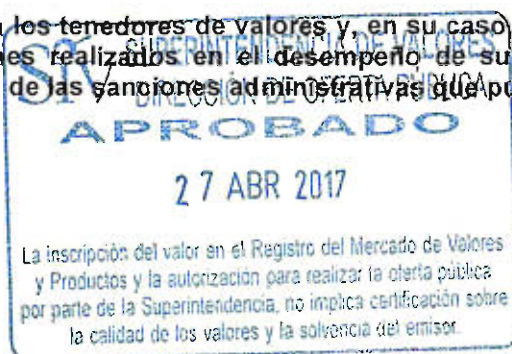 los tenedores de valores y, en su caso,
es realizados en el desempeño de su
de las sanciones administrativas que pu
SIV SUPERINTENDENCIA DE VALORES
DIRECCIÓN DE OFERTA PÚBLICA
APROBADO
27 ABR 2017
La inscripción del valor en el Registro del Mercado de Valores
y Productos y la autorización para realizar la oferta pública
por parte de la Superintendencia, no implica certificación sobre
la calidad de los valores y la solvencia del emisor.